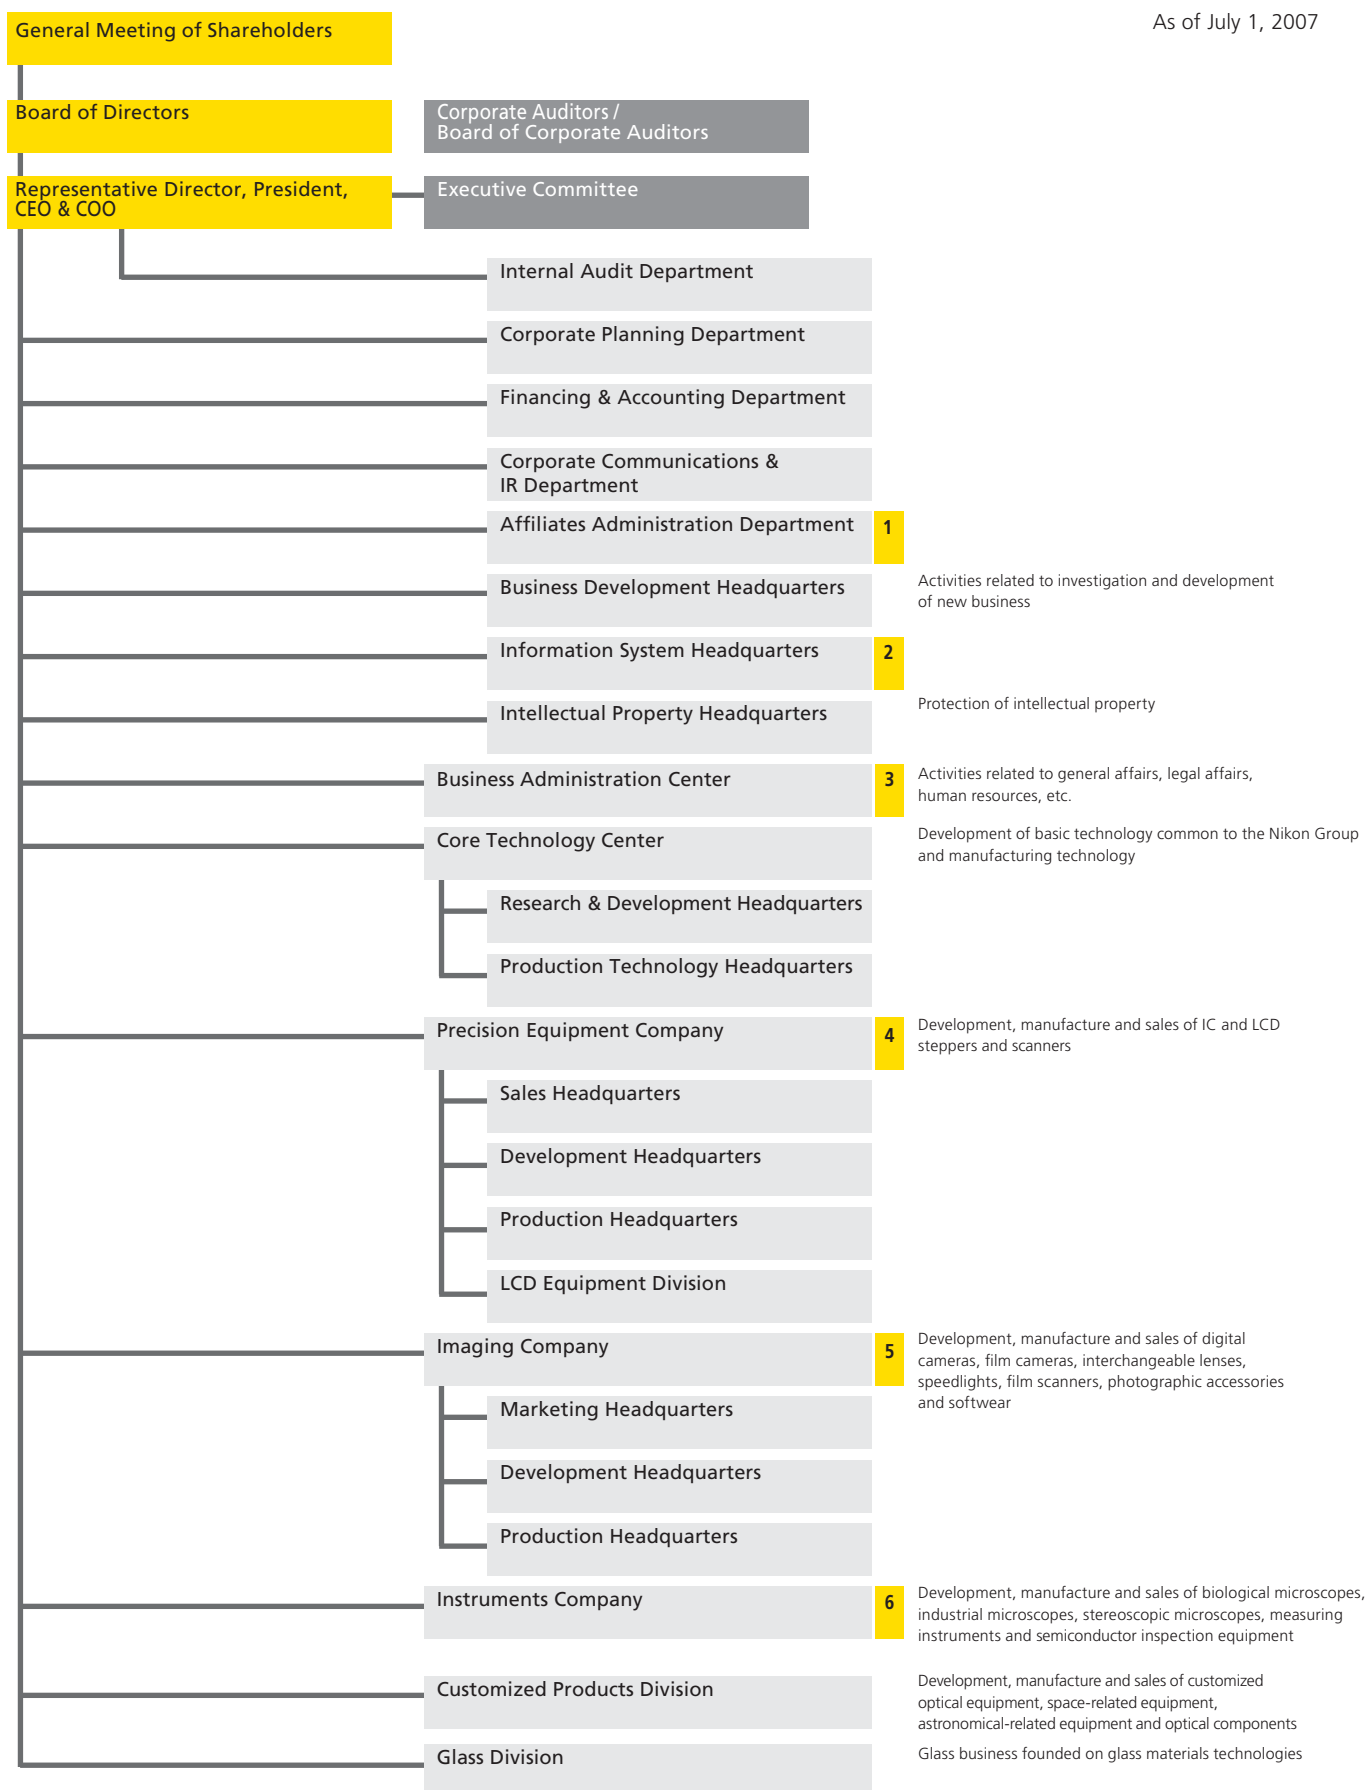 As of July 1, 2007
General Meeting of Shareholders
Board of Directors
Corporate Auditors /
Board of Corporate Auditors
Representative Director, President,
CEO & COO
Executive Committee
Internal Audit Department
Corporate Planning Department
Financing & Accounting Department
Corporate Communications &
IR Department
Affiliates Administration Department
1
Business Development Headquarters
Activities related to investigation and development
of new business
Information System Headquarters
2
Intellectual Property Headquarters
Protection of intellectual property
Business Administration Center
3
Activities related to general affairs, legal affairs,
human resources, etc.
Core Technology Center
Development of basic technology common to the Nikon Group
and manufacturing technology
Research & Development Headquarters
Production Technology Headquarters
Precision Equipment Company
4
Development, manufacture and sales of IC and LCD
steppers and scanners
Sales Headquarters
Development Headquarters
Production Headquarters
LCD Equipment Division
Imaging Company
5
Development, manufacture and sales of digital
cameras, film cameras, interchangeable lenses,
speedlights, film scanners, photographic accessories
and softwear
Marketing Headquarters
Development Headquarters
Production Headquarters
Instruments Company
6
Development, manufacture and sales of biological microscopes,
industrial microscopes, stereoscopic microscopes, measuring
instruments and semiconductor inspection equipment
Customized Products Division
Development, manufacture and sales of customized
optical equipment, space-related equipment,
astronomical-related equipment and optical components
Glass Division
Glass business founded on glass materials technologies